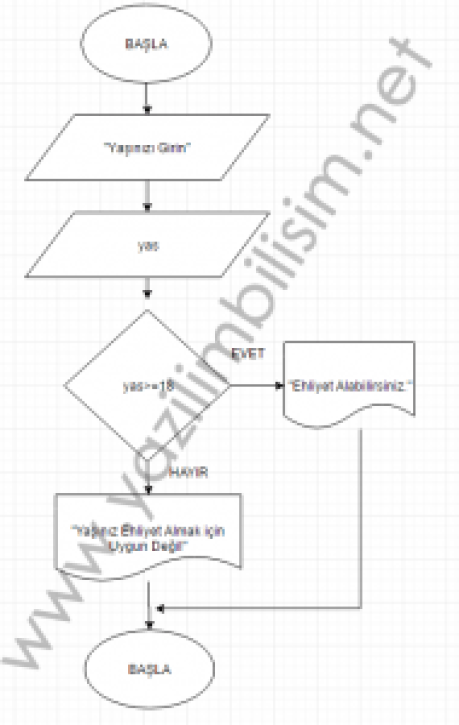 BAŞLA
"Yaşınızı Girin"
yas
yas>=18
EVET
"Ehliyet Alabilirsiniz."
HAYIR
"Yaşınız Ehliyet Almak için
Uygun Değil"
BAŞLA
www.yazilimbilisim.net